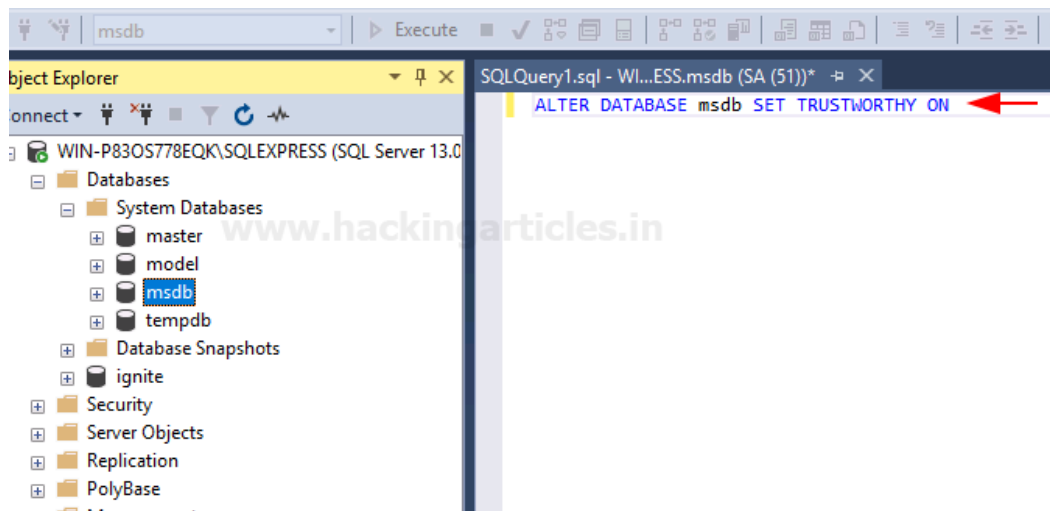 msdb
Execute
bject Explorer
SQLQuery1.sql - WI...ESS.msdb (SA (51))*
onnect
ALTER DATABASE msdb SET TRUSTWORTHY ON
WIN-P83OS778EQK\SQLEXPRESS (SQL Server 13.0
Databases
System Databases
master
model
msdb
tempdb
Database Snapshots
ignite
Security
Server Objects
Replication
PolyBase
www.hackingarticles.in